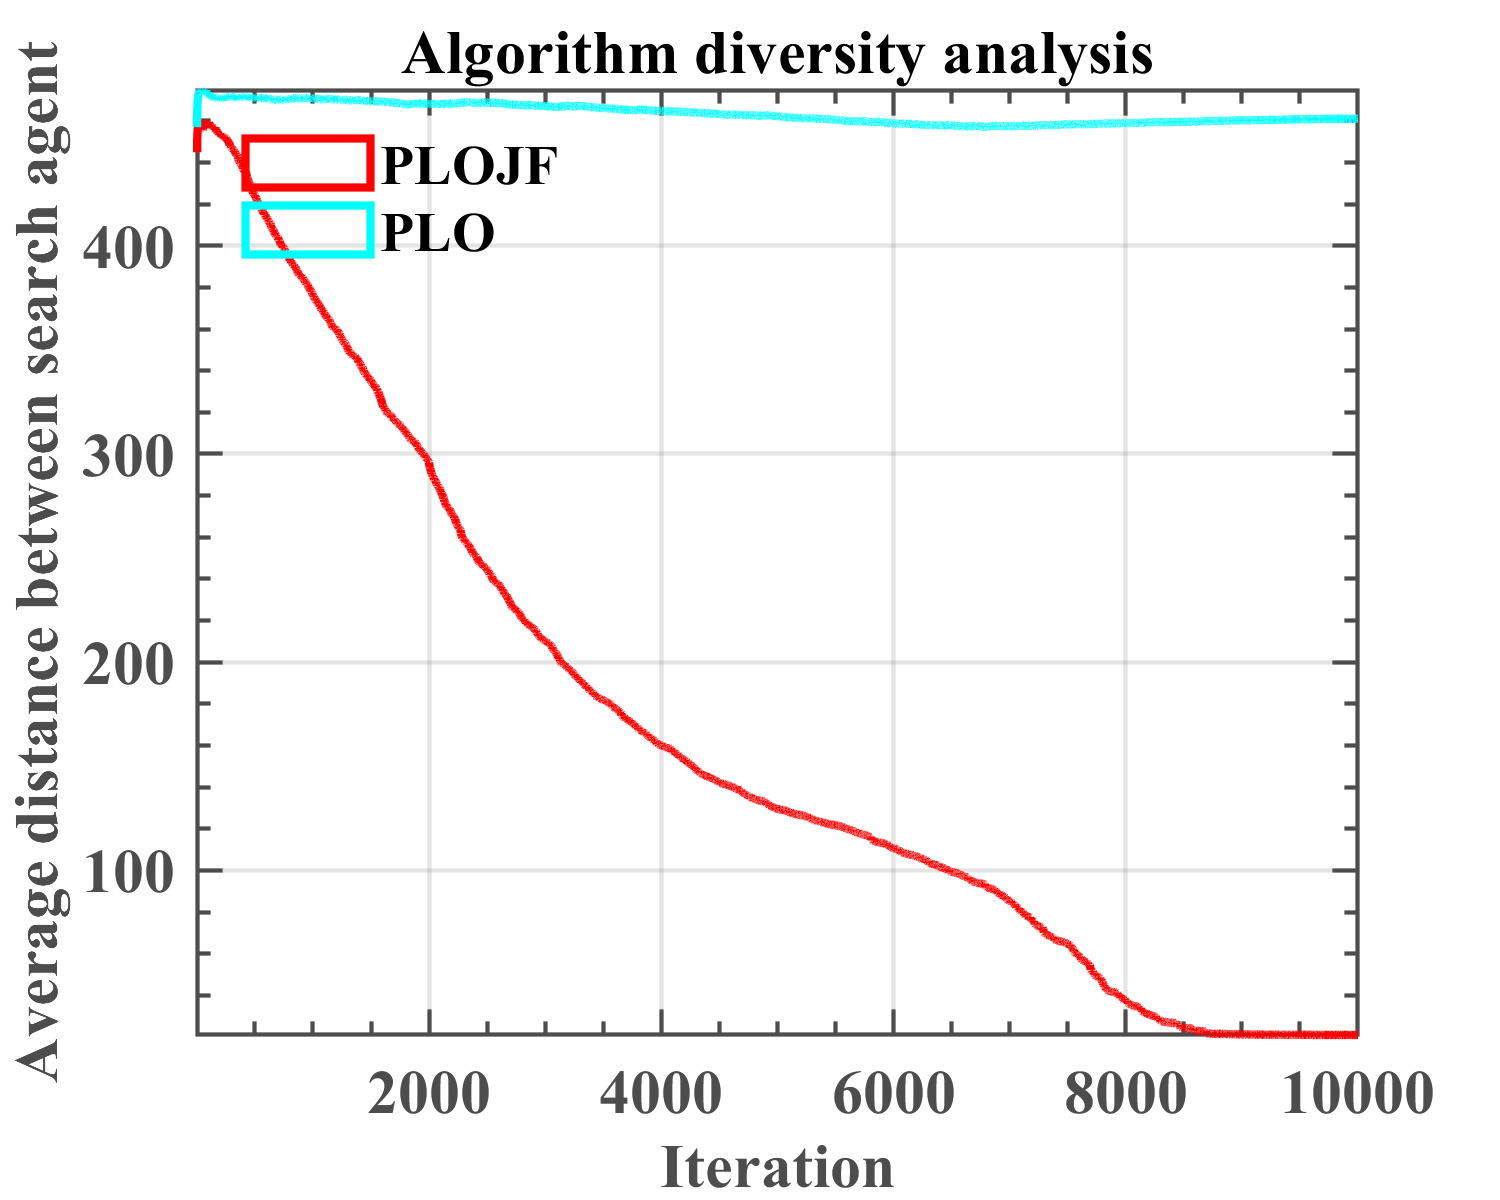 Algorithm diversity analysis
Average distance between search agent
PLOJF
PLO
400
300
200
100
2000 4000 6000 8000 10000
Iteration